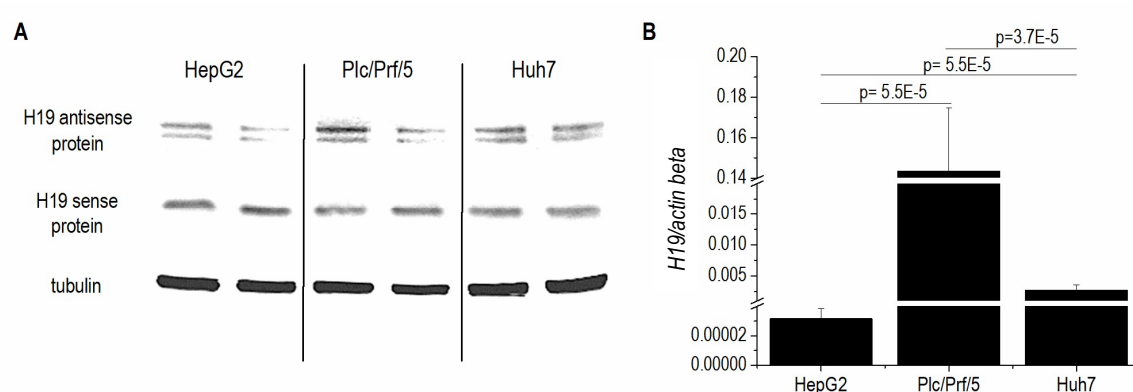 A
HepG2 Plc/Prf/5 Huh7
H19 antisense
protein
H19 sense
protein
tubulin
B
p=3.7E-5
p= 5.5E-5
p= 5.5E-5
H19/actin beta
0.20
0.18
0.16
0.14
0.015
0.010
0.005
0.00002
0.00000
HepG2 Plc/Prf/5 Huh7